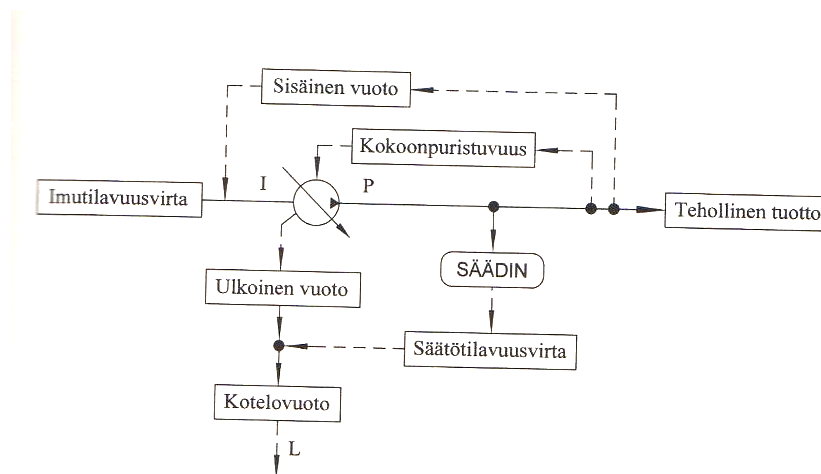 Sisäinen vuoto
Kokoonpuristuvuus
Imutilavuusvirta
I
P
Tehollinen tuotto
SÄÄDIN
Ulkoinen vuoto
Säätötilavuusvirta
Kotelovuoto
L